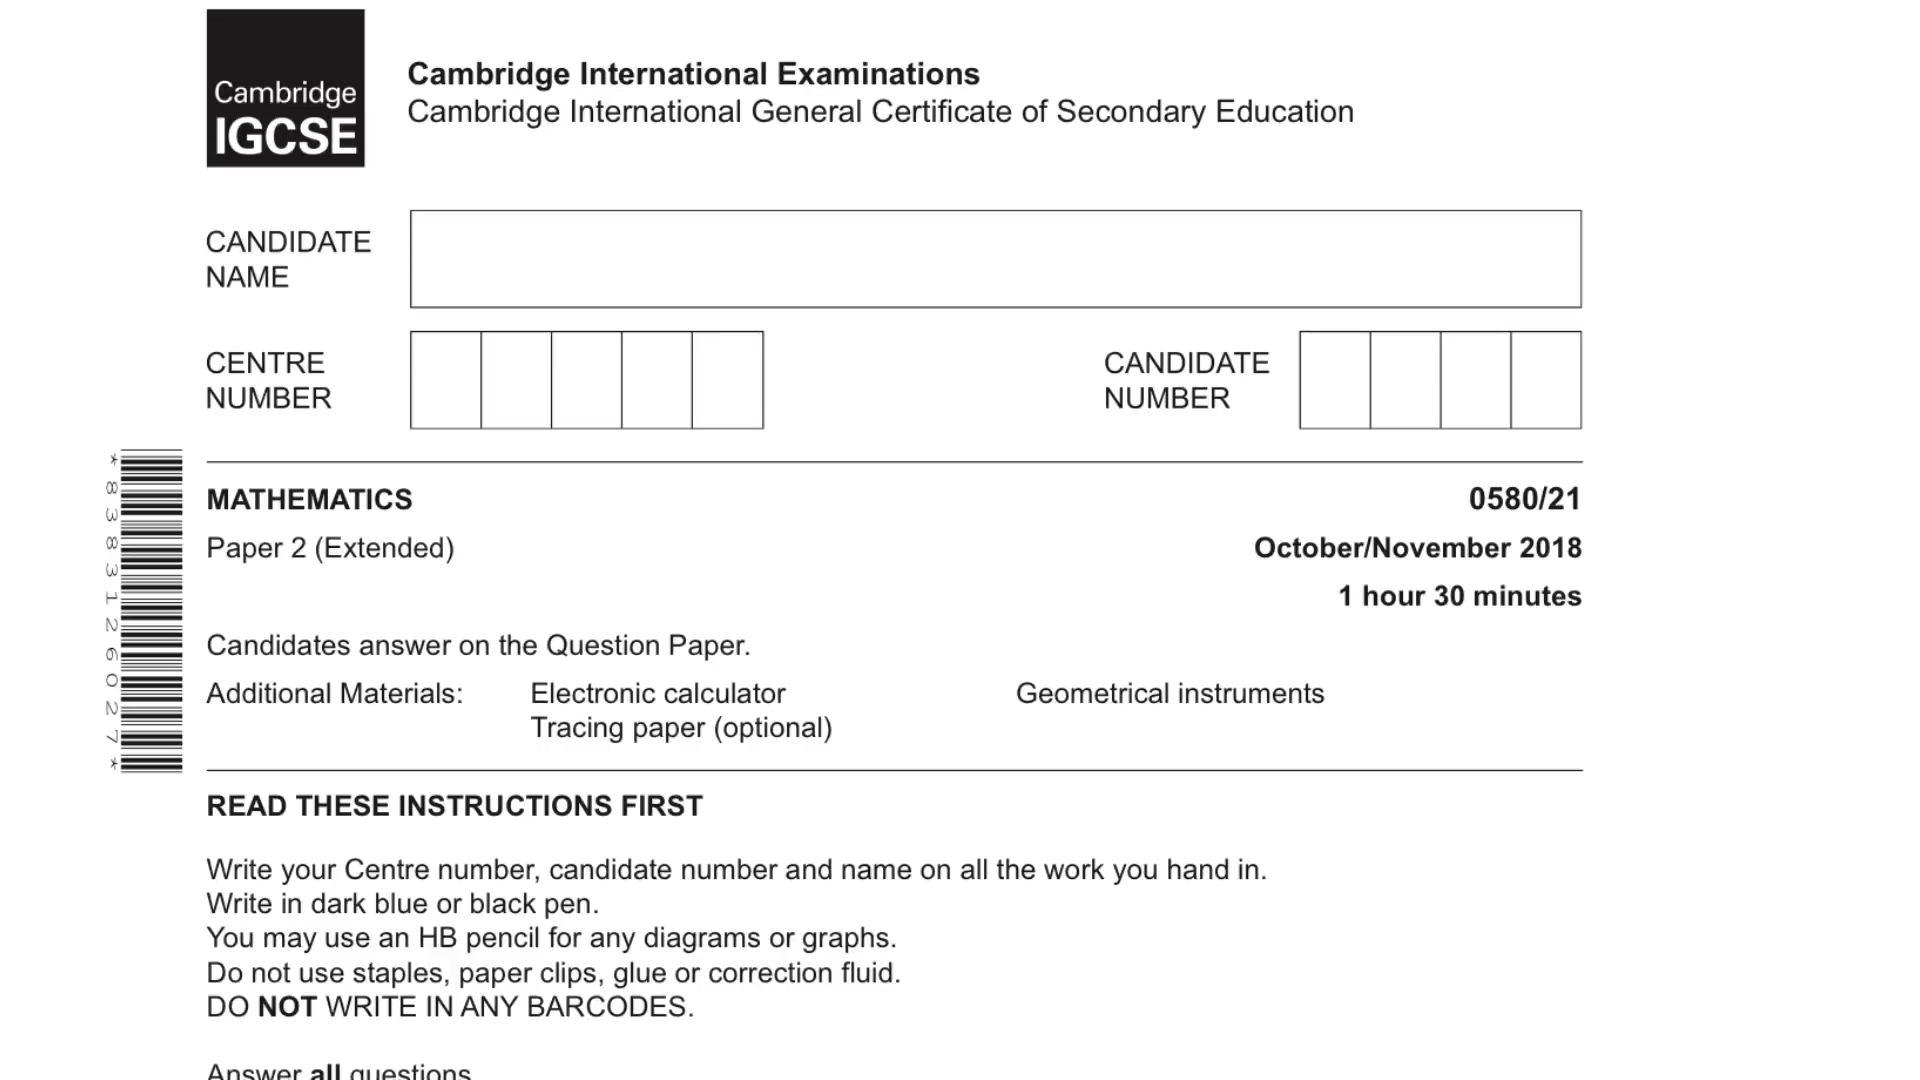 Cambridge
IGCSE
Cambridge International Examinations
Cambridge International General Certificate of Secondary Education
CANDIDATE
NAME
CENTRE
NUMBER
CANDIDATE
NUMBER
*8383126027*
MATHEMATICS 0580/21
Paper 2 (Extended) October/November 2018
1 hour 30 minutes
Candidates answer on the Question Paper.
Additional Materials: Electronic calculator Geometrical instruments
Tracing paper (optional)
READ THESE INSTRUCTIONS FIRST
Write your Centre number, candidate number and name on all the work you hand in.
Write in dark blue or black pen.
You may use an HB pencil for any diagrams or graphs.
Do not use staples, paper clips, glue or correction fluid.
DO NOT WRITE IN ANY BARCODES.
Answer all questions